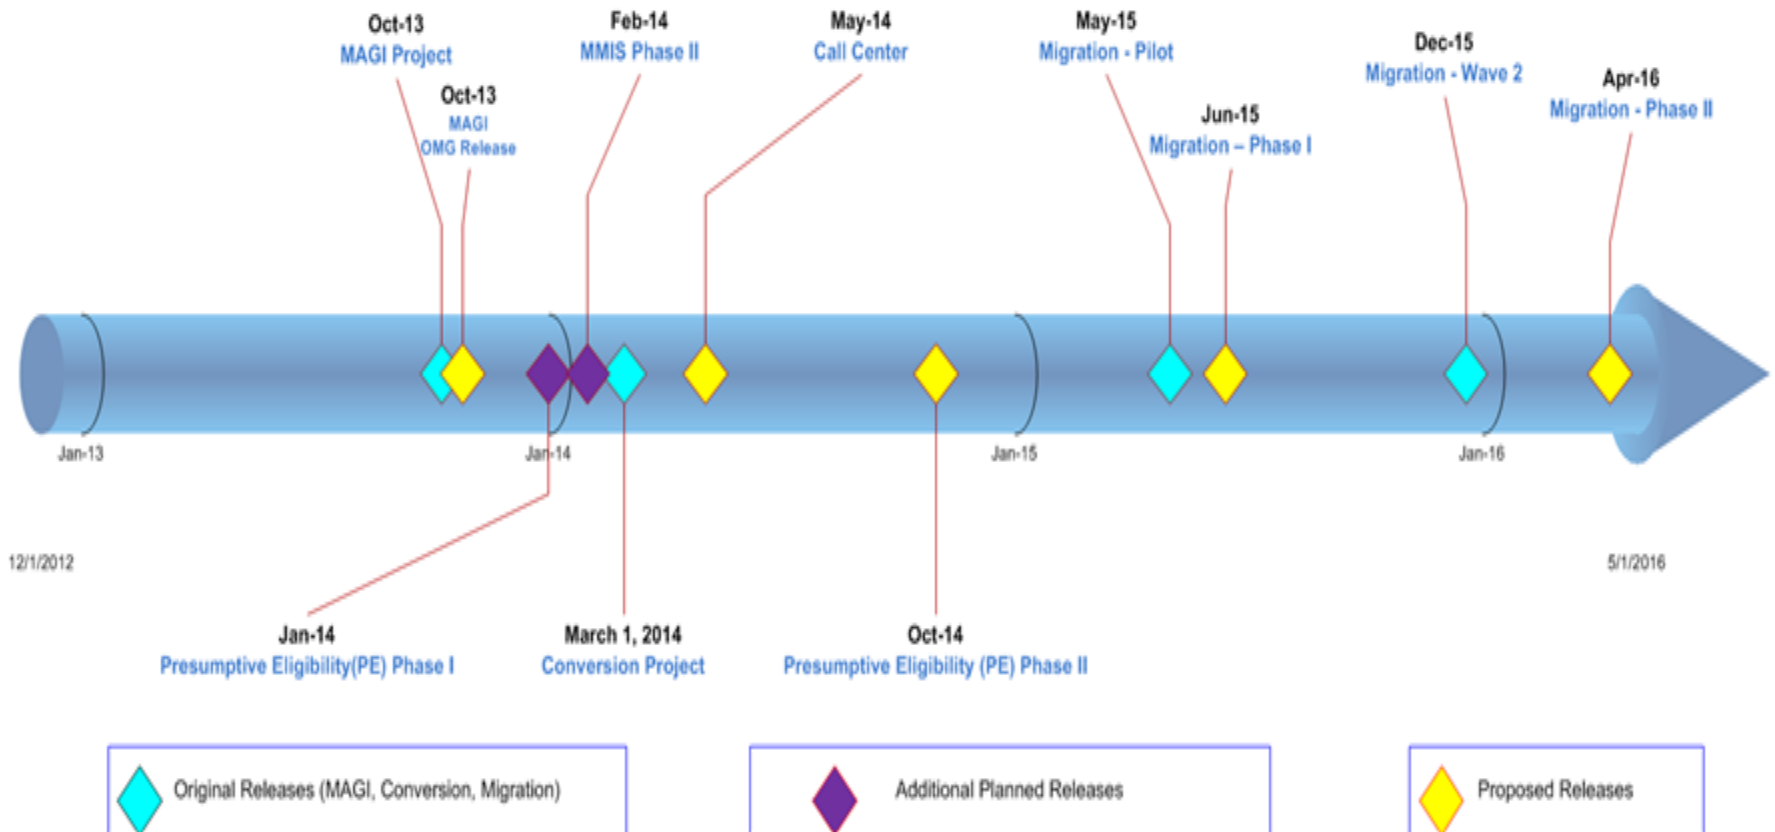 Oct-13
MAGI Project
Oct-13
MAGI
OMG Release
Feb-14
MMIS Phase II
May-14
Call Center
May-15
Migration - Pilot
Jun-15
Migration – Phase I
Dec-15
Migration - Wave 2
Apr-16
Migration - Phase II
Jan-13
Jan-14
Jan-15
Jan-16
12/1/2012
5/1/2016
Jan-14
Presumptive Eligibility(PE) Phase I
March 1, 2014
Conversion Project
Oct-14
Presumptive Eligibility (PE) Phase II
Original Releases (MAGI, Conversion, Migration)
Additional Planned Releases
Proposed Releases